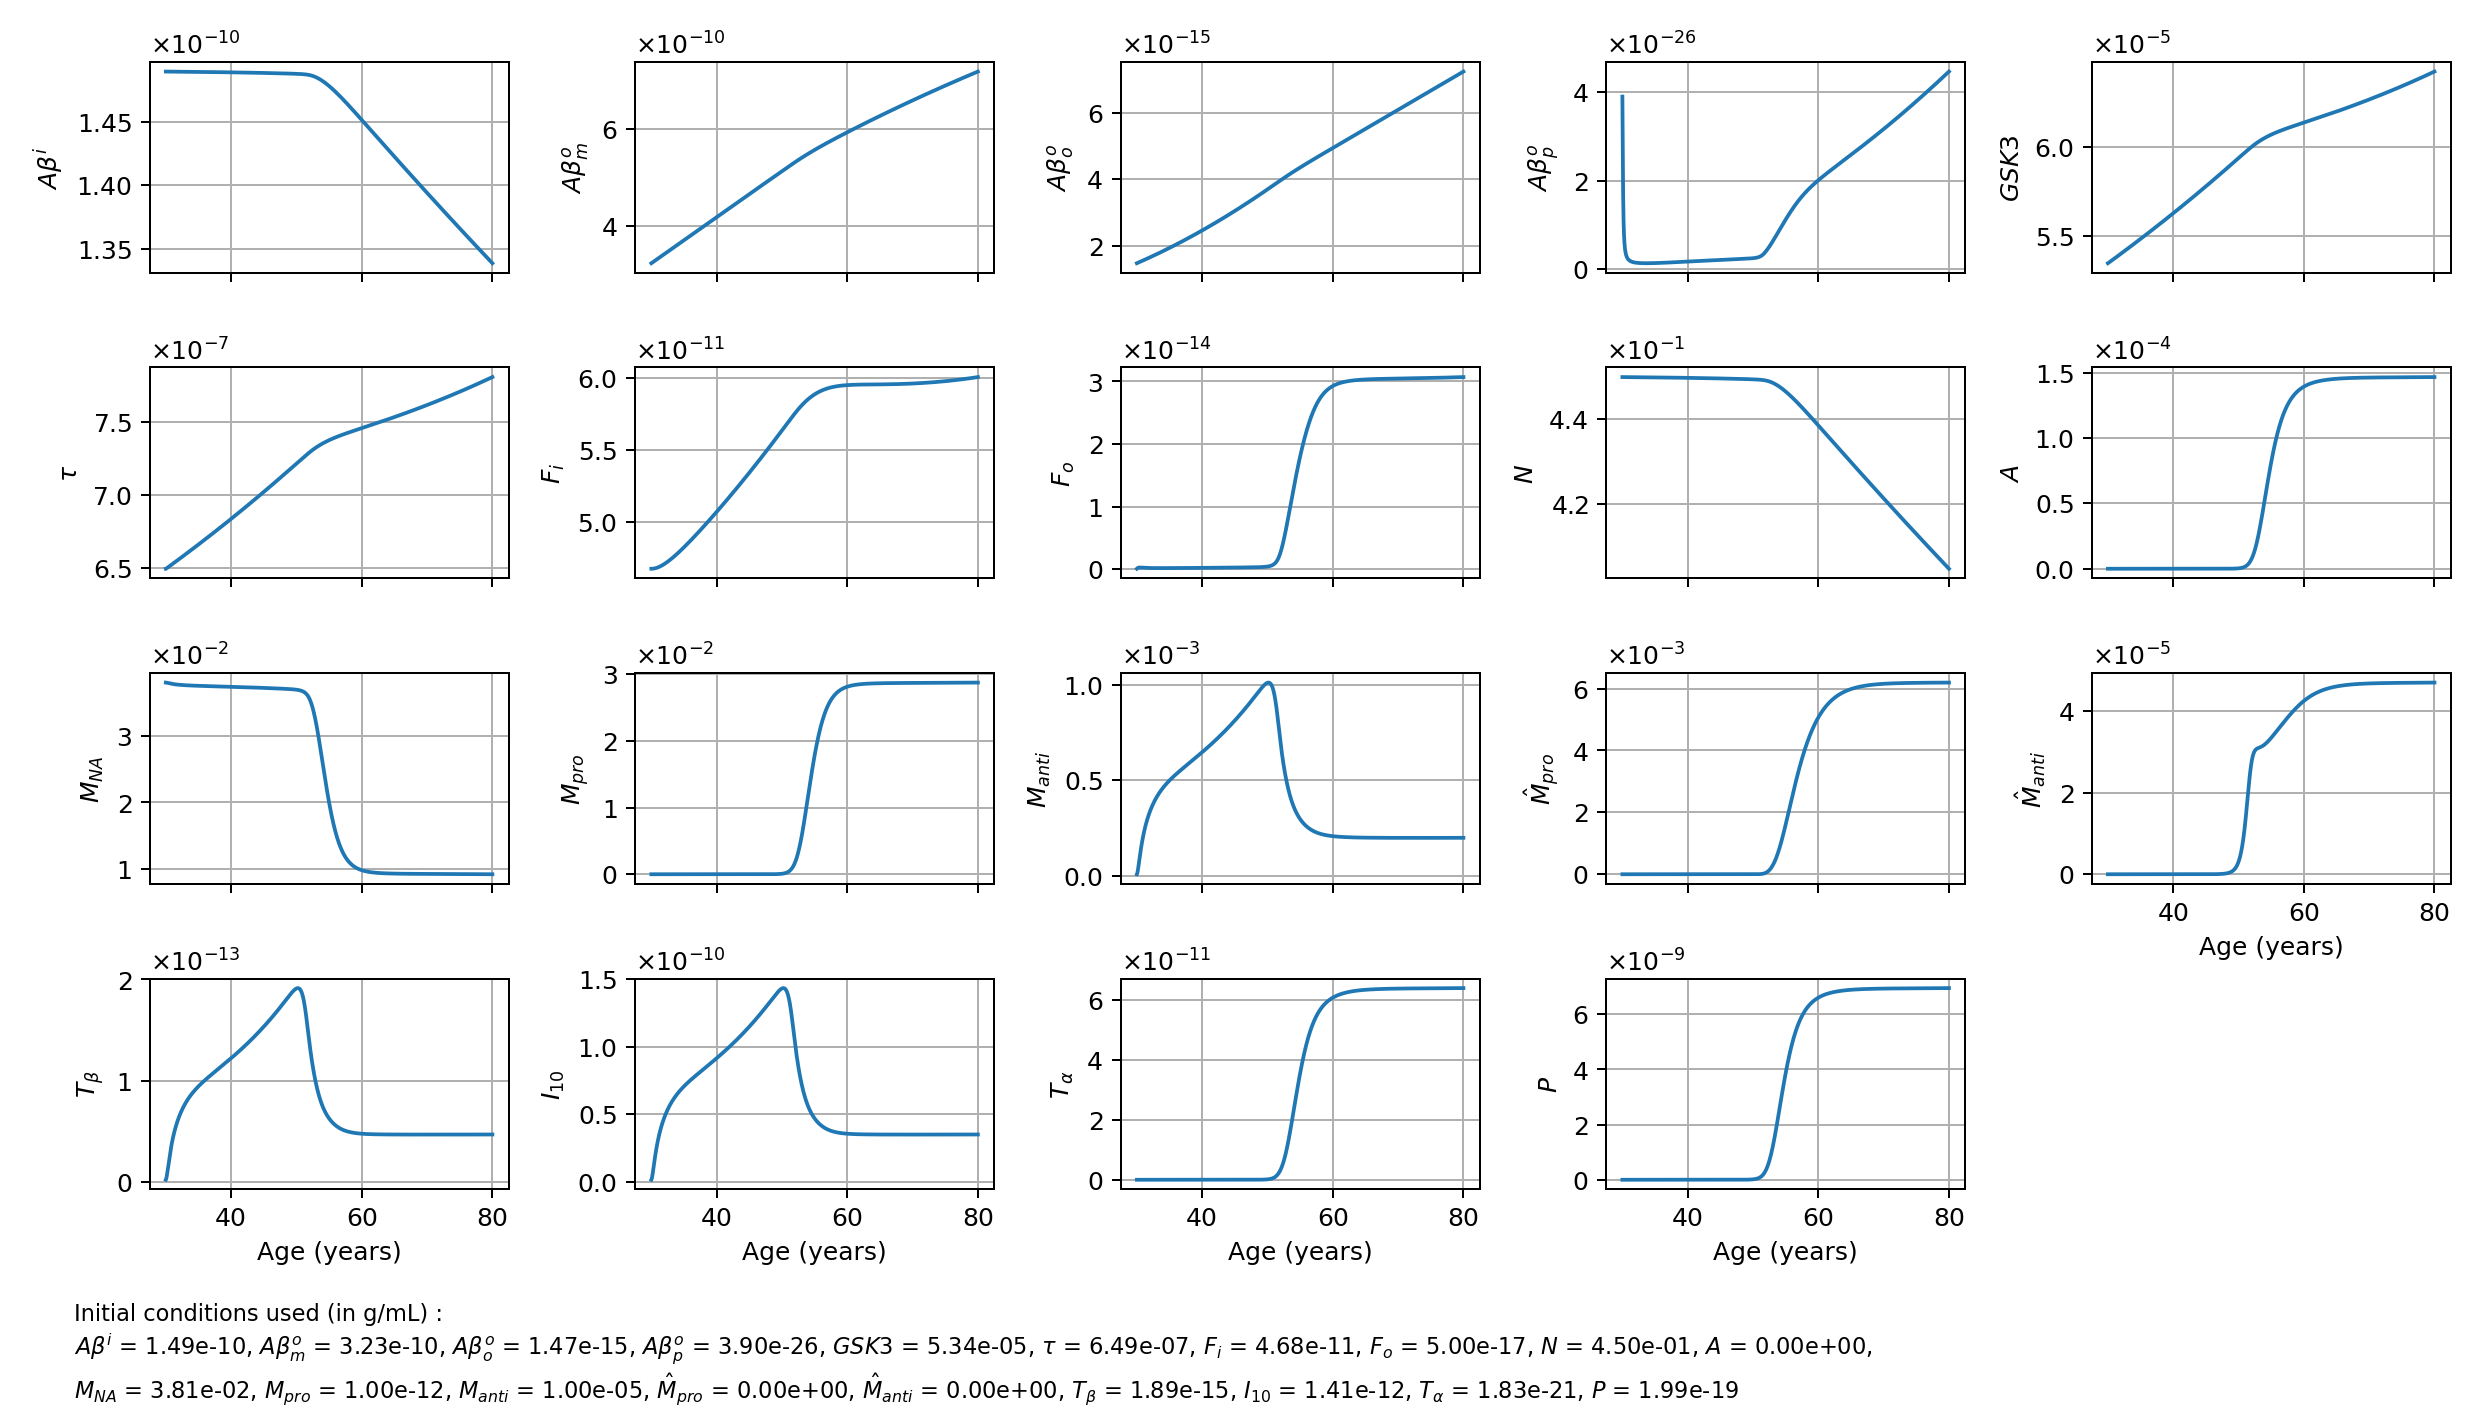 ×10⁻¹⁰ ×10⁻¹⁰ ×10⁻¹⁵ ×10⁻²⁶ ×10⁻⁵
Aβⁱ
1.45
1.40
1.35
Aβₘᵒ
6
4
Aβₒᵒ
6
4
2
Aβₚᵒ
4
2
0
GSK3
6.0
5.5
×10⁻⁷ ×10⁻¹¹ ×10⁻¹⁴ ×10⁻¹ ×10⁻⁴
τ
7.5
7.0
6.5
Fᵢ
6.0
5.5
5.0
Fₒ
3
2
1
0
N
4.4
4.2
A
1.5
1.0
0.5
0.0
×10⁻² ×10⁻² ×10⁻³ ×10⁻³ ×10⁻⁵
M_NA
3
2
1
M_pro
3
2
1
0
M_anti
1.0
0.5
0.0
M̂_pro
6
4
2
0
M̂_anti
4
2
0
40 60 80
Age (years)
×10⁻¹³ ×10⁻¹⁰ ×10⁻¹¹ ×10⁻⁹
T_β
2
1
0
40 60 80
Age (years)
I₁₀
1.5
1.0
0.5
0.0
40 60 80
Age (years)
T_α
6
4
2
0
40 60 80
Age (years)
P
6
4
2
0
40 60 80
Age (years)
Initial conditions used (in g/mL) :
Aβⁱ = 1.49e-10, Aβₘᵒ = 3.23e-10, Aβₒᵒ = 1.47e-15, Aβₚᵒ = 3.90e-26, GSK3 = 5.34e-05, τ = 6.49e-07, Fᵢ = 4.68e-11, Fₒ = 5.00e-17, N = 4.50e-01, A = 0.00e+00,
M_NA = 3.81e-02, M_pro = 1.00e-12, M_anti = 1.00e-05, M̂_pro = 0.00e+00, M̂_anti = 0.00e+00, T_β = 1.89e-15, I₁₀ = 1.41e-12, T_α = 1.83e-21, P = 1.99e-19